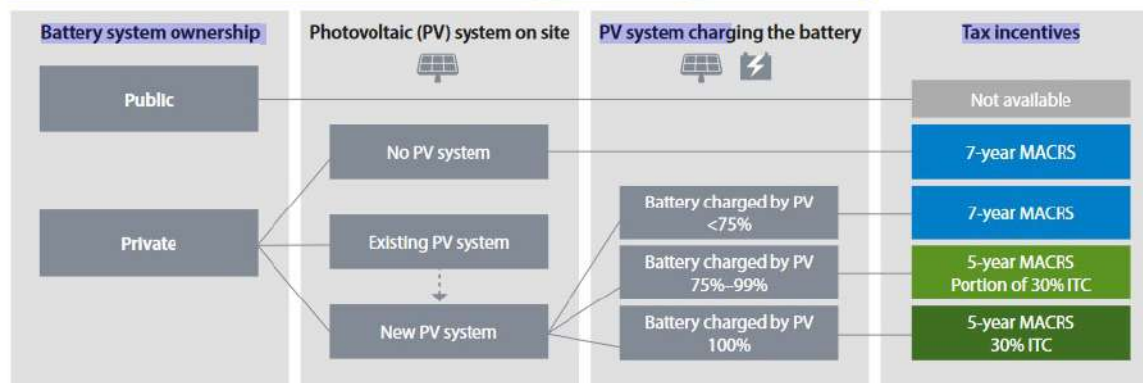 Battery system ownership
Photovoltaic (PV) system on site
PV system charging the battery
Tax incentives
Public
Not available
No PV system
7-year MACRS
Battery charged by PV
<75%
7-year MACRS
Private
Existing PV system
Battery charged by PV
75%–99%
5-year MACRS
Portion of 30% ITC
New PV system
Battery charged by PV
100%
5-year MACRS
30% ITC